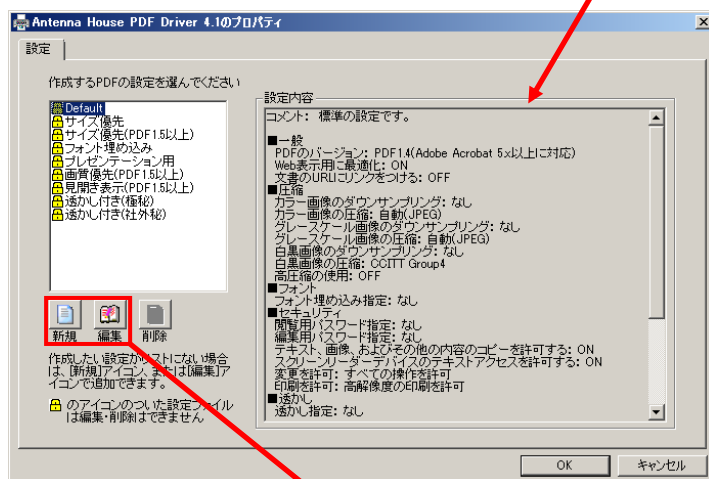 Antenna House PDF Driver 4.1のプロパティ
設定
作成するPDFの設定を選んでください
Default
サイズ優先
サイズ優先(PDF1.5以上)
フォント埋め込み
プレゼンテーション用
画質優先(PDF1.5以上)
見開き表示(PDF1.5以上)
透かし付き(極秘)
透かし付き(社外秘)
新規
編集
削除
作成したい設定がリストにない場合
は、[新規]アイコン、または[編集]ア
イコンで追加できます。
のアイコンのついた設定ファイル
は編集・削除はできません
設定内容
コメント: 標準の設定です。
■一般
PDFのバージョン: PDF1.4(Adobe Acrobat 5.x以上に対応)
Web表示用に最適化: ON
文書のURLにリンクをつける: OFF
■圧縮
カラー画像のダウンサンプリング: なし
カラー画像の圧縮: 自動(JPEG)
グレースケール画像のダウンサンプリング: なし
グレースケール画像の圧縮: 自動(JPEG)
白黒画像のダウンサンプリング: なし
白黒画像の圧縮: CCITT Group4
高圧縮の使用: OFF
■フォント
フォント埋め込み指定: なし
■セキュリティ
閲覧用パスワード指定: なし
編集用パスワード指定: なし
テキスト、画像、およびその他の内容のコピーを許可する: ON
スクリーンリーダーデバイスのテキストアクセスを許可する: ON
変更を許可: すべての操作を許可
印刷を許可: 高解像度の印刷を許可
■透かし
透かし指定: なし
OK
キャンセル